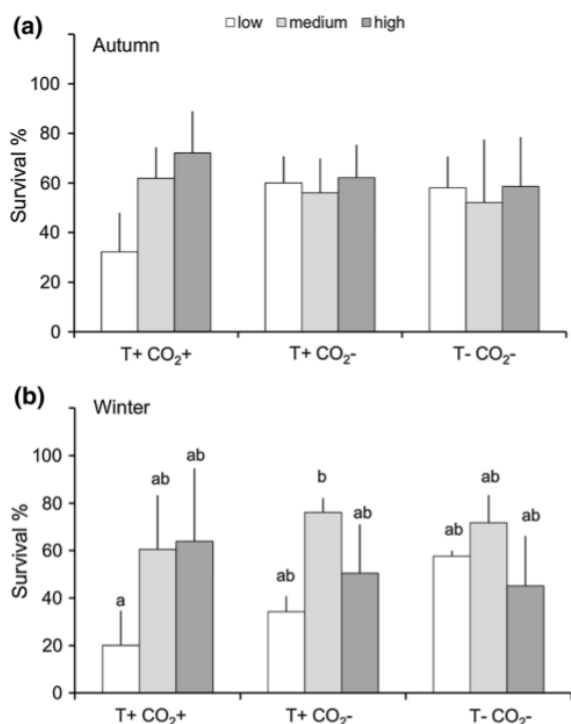 (a)
low medium high
Autumn
100
80
60
40
20
0
Survival %
T+ CO₂+ T+ CO₂- T- CO₂-
(b)
Winter
100
80
60
40
20
0
Survival %
a ab ab ab b ab ab ab ab
T+ CO₂+ T+ CO₂- T- CO₂-